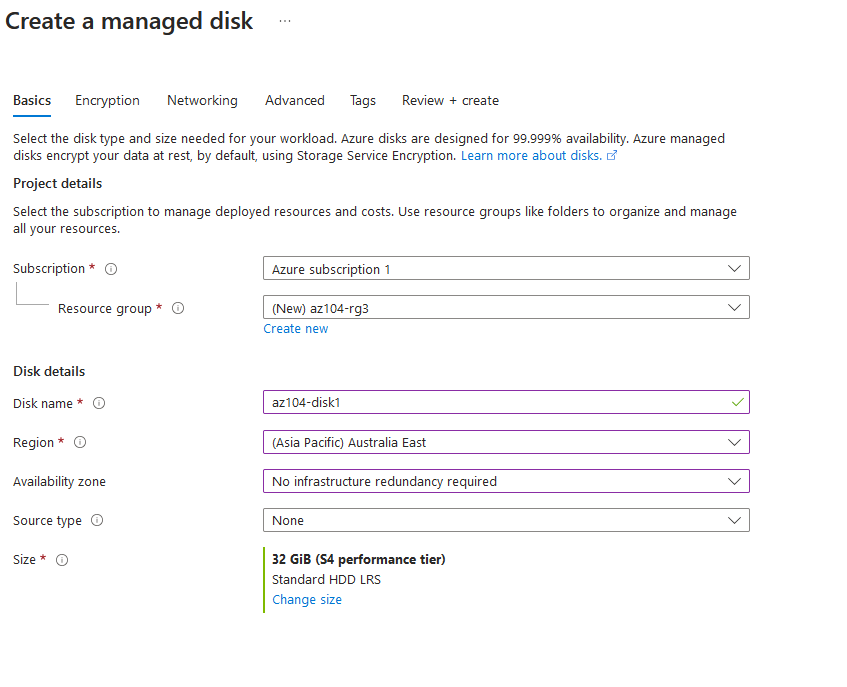 Create a managed disk ...
Basics Encryption Networking Advanced Tags Review + create
Select the disk type and size needed for your workload. Azure disks are designed for 99.999% availability. Azure managed
disks encrypt your data at rest, by default, using Storage Service Encryption. Learn more about disks.
Project details
Select the subscription to manage deployed resources and costs. Use resource groups like folders to organize and manage
all your resources.
Subscription * Azure subscription 1
Resource group * (New) az104-rg3
Create new
Disk details
Disk name * az104-disk1
Region * (Asia Pacific) Australia East
Availability zone No infrastructure redundancy required
Source type None
Size * 32 GiB (S4 performance tier)
Standard HDD LRS
Change size